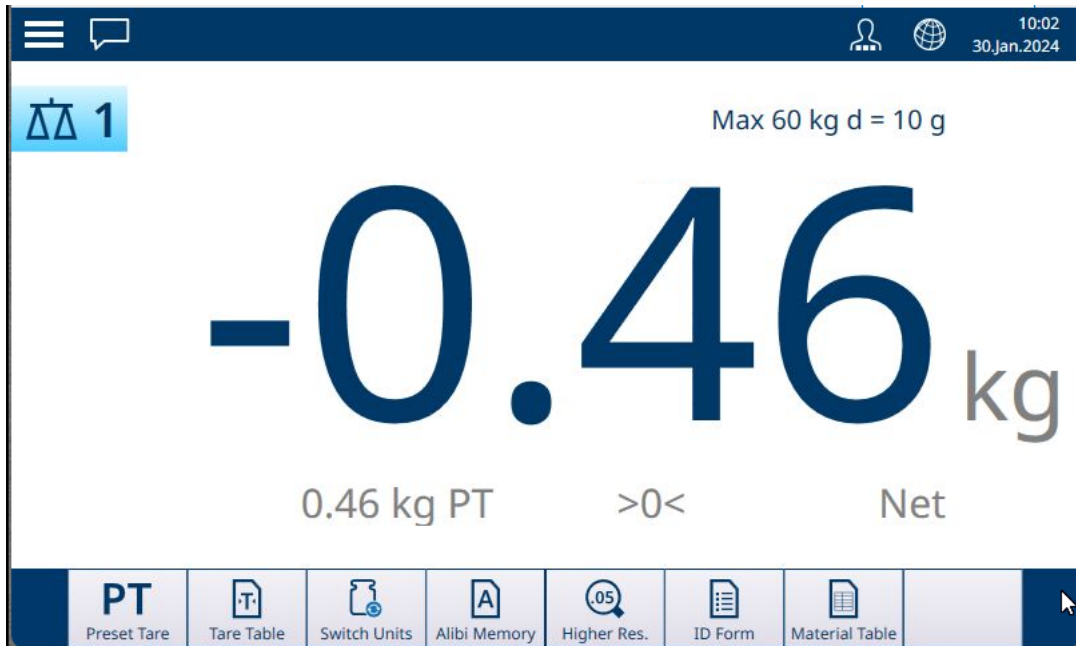 10:02
30.Jan.2024
1
Max 60 kg d = 10 g
-0.46 kg
0.46 kg PT >0< Net
PT
T
A
.05
Preset Tare Tare Table Switch Units Alibi Memory Higher Res. ID Form Material Table